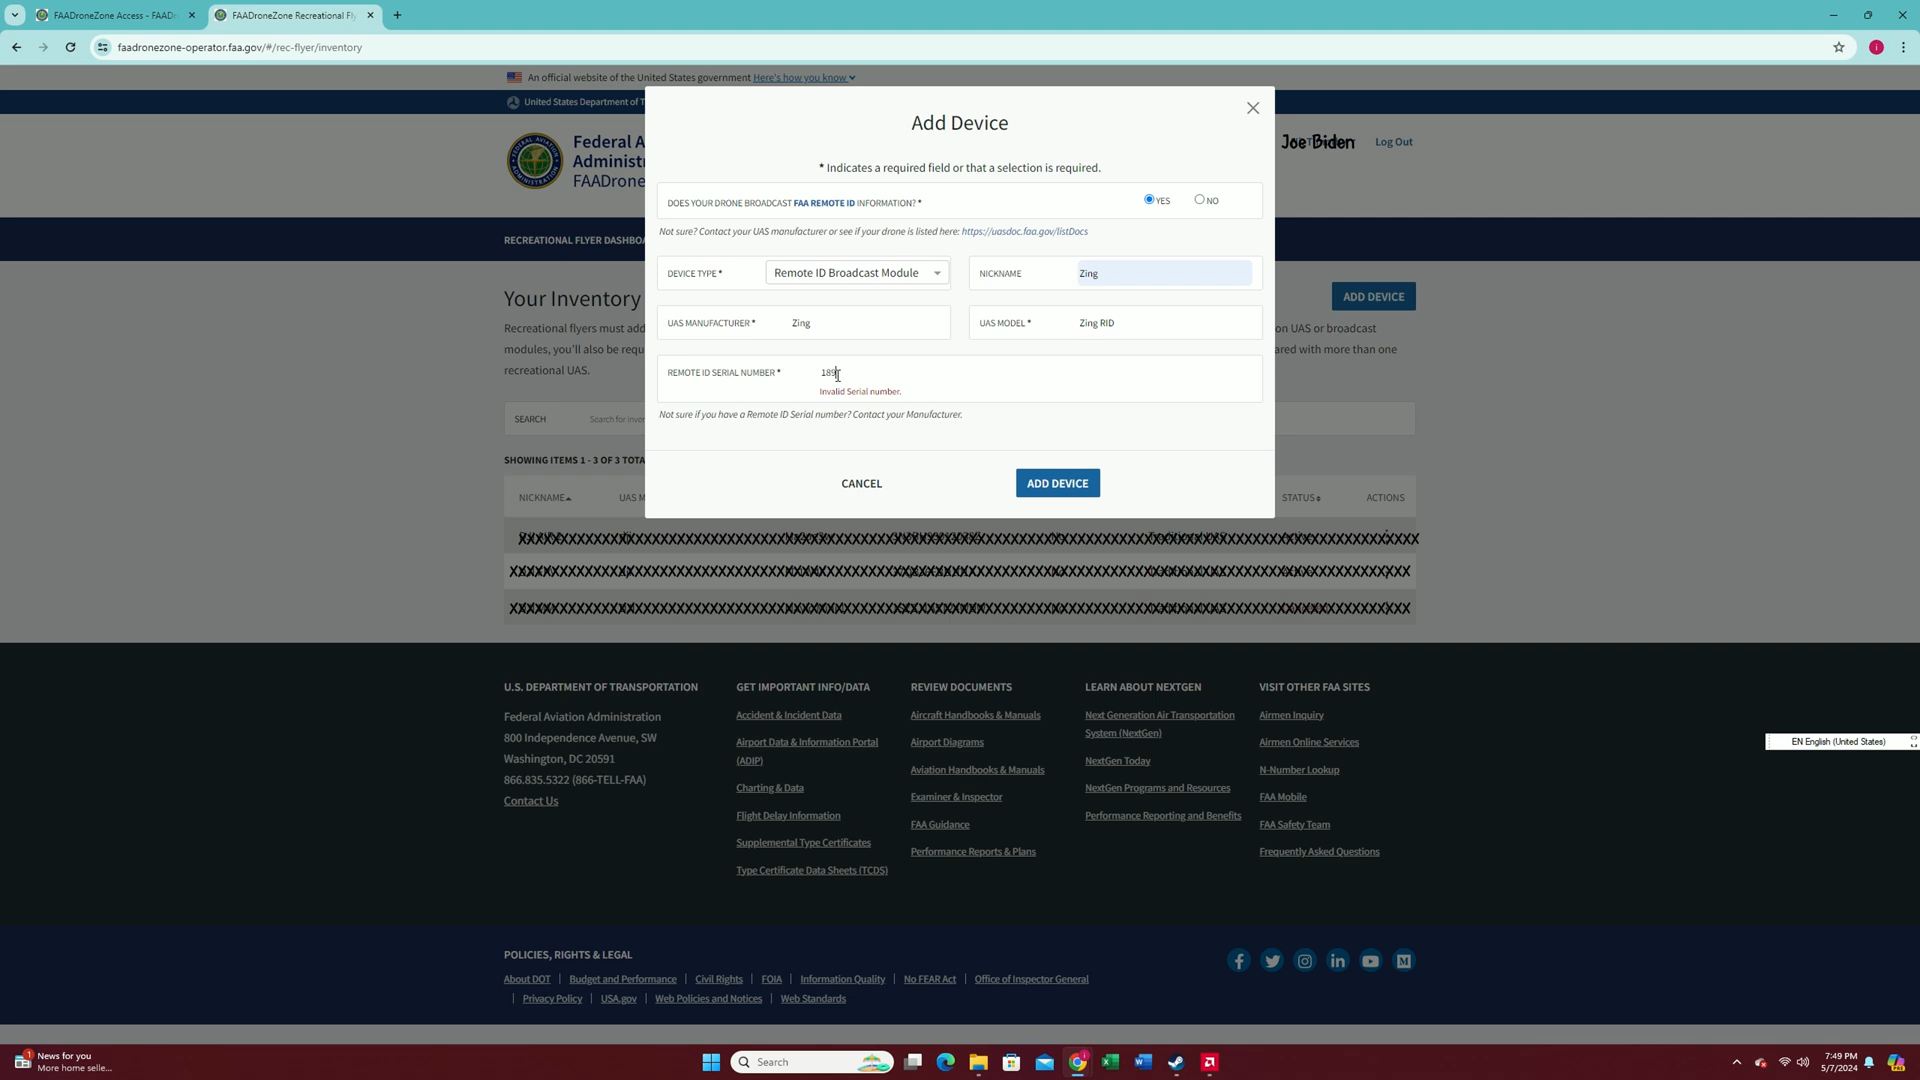 FAADroneZone Access - FAADr
FAADroneZone Recreational Fly
faadronezone-operator.faa.gov/#/rec-flyer/inventory
An official website of the United States government Here's how you know
United States Department of T
Federal A
Administr
FAADrone
Joe Biden
Log Out
RECREATIONAL FLYER DASHBOA
Add Device
* Indicates a required field or that a selection is required.
DOES YOUR DRONE BROADCAST FAA REMOTE ID INFORMATION? *
YES
NO
Not sure? Contact your UAS manufacturer or see if your drone is listed here: https://uasdoc.faa.gov/listDocs
DEVICE TYPE *
Remote ID Broadcast Module
NICKNAME
Zing
UAS MANUFACTURER *
Zing
UAS MODEL *
Zing RID
REMOTE ID SERIAL NUMBER *
189
Invalid Serial number.
Not sure if you have a Remote ID Serial number? Contact your Manufacturer.
CANCEL
ADD DEVICE
Your Inventory
ADD DEVICE
Recreational flyers must add
on UAS or broadcast
modules, you'll also be requ
ared with more than one
recreational UAS.
SEARCH
Search for inven
SHOWING ITEMS 1 - 3 OF 3 TOTA
NICKNAME
UAS M
STATUS
ACTIONS
XXXXXXXXXXXXXXXXXXXXXXXXXXXXXXXXXXXXXXXXXXXXXXXXXXXXXXXXXXXXXXXXXXXXXXXXXXX
XXXXXXXXXXXXXXXXXXXXXXXXXXXXXXXXXXXXXXXXXXXXXXXXXXXXXXXXXXXXXXXXXXXXXXXXXXX
XXXXXXXXXXXXXXXXXXXXXXXXXXXXXXXXXXXXXXXXXXXXXXXXXXXXXXXXXXXXXXXXXXXXXXXXXXX
U.S. DEPARTMENT OF TRANSPORTATION
Federal Aviation Administration
800 Independence Avenue, SW
Washington, DC 20591
866.835.5322 (866-TELL-FAA)
Contact Us
GET IMPORTANT INFO/DATA
Accident & Incident Data
Airport Data & Information Portal
(ADIP)
Charting & Data
Flight Delay Information
Supplemental Type Certificates
Type Certificate Data Sheets (TCDS)
REVIEW DOCUMENTS
Aircraft Handbooks & Manuals
Airport Diagrams
Aviation Handbooks & Manuals
Examiner & Inspector
FAA Guidance
Performance Reports & Plans
LEARN ABOUT NEXTGEN
Next Generation Air Transportation
System (NextGen)
NextGen Today
NextGen Programs and Resources
Performance Reporting and Benefits
VISIT OTHER FAA SITES
Airmen Inquiry
Airmen Online Services
N-Number Lookup
FAA Mobile
FAA Safety Team
Frequently Asked Questions
EN English (United States)
POLICIES, RIGHTS & LEGAL
About DOT | Budget and Performance | Civil Rights | FOIA | Information Quality | No FEAR Act | Office of Inspector General
| Privacy Policy | USA.gov | Web Policies and Notices | Web Standards
1
News for you
More home selle...
Search
7:49 PM
5/7/2024